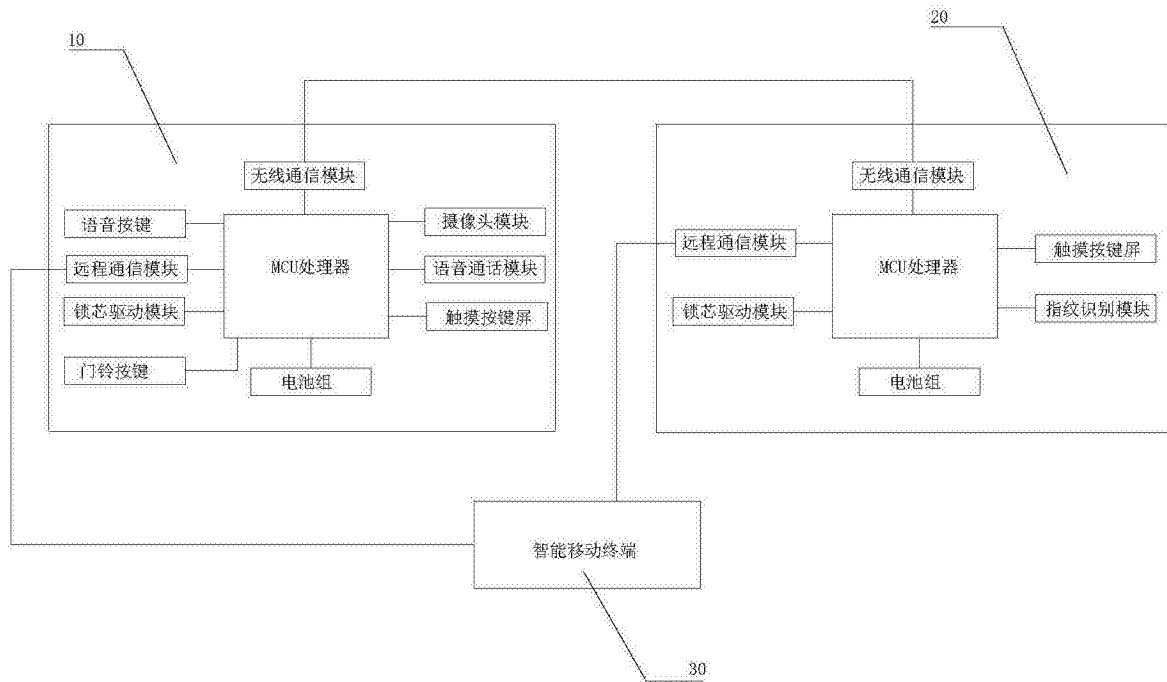 10
20
无线通信模块
语音按键
远程通信模块
锁芯驱动模块
门铃按键
MCU处理器
摄像头模块
语音通话模块
触摸按键屏
电池组
无线通信模块
远程通信模块
锁芯驱动模块
MCU处理器
触摸按键屏
指纹识别模块
电池组
智能移动终端
30